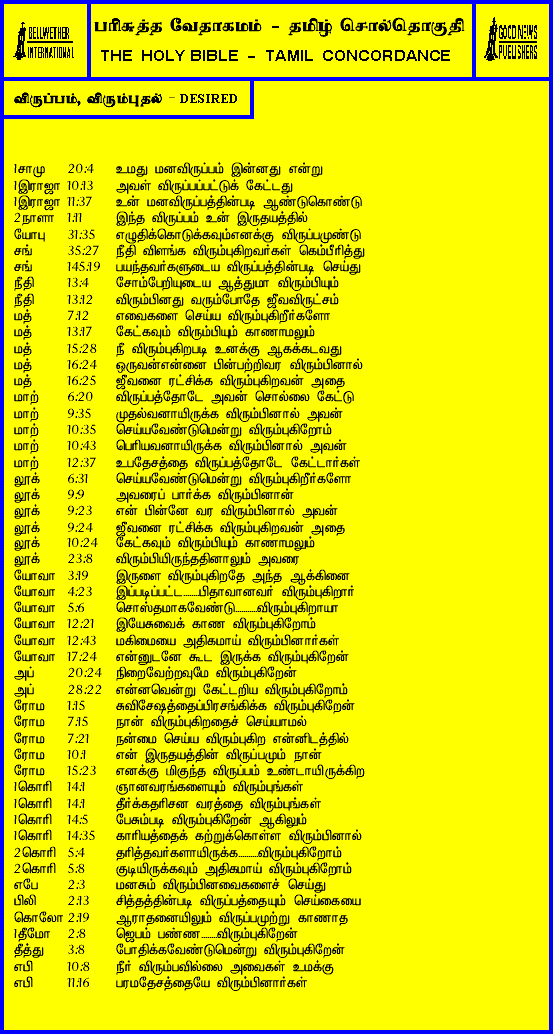 BELLWETHER
INTERNATIONAL
பரிசுத்த வேதாகமம் - தமிழ் சொல்தொகுதி
THE HOLY BIBLE - TAMIL CONCORDANCE
GOOD NEWS
PUBLISHERS
விருப்பம், விரும்புதல் - DESIRED
1சாமு 20:4 உமது மனவிருப்பம் இன்னது என்று
1இராஜா 10:13 அவள் விருப்பப்பட்டுக் கேட்டது
1இராஜா 11:37 உன் மனவிருப்பத்தின்படி ஆண்டுகொண்டு
2நாளா 1:11 இந்த விருப்பம் உன் இருதயத்தில்
யோபு 31:35 எழுதிக்கொடுக்கவும்எனக்கு விருப்பமுண்டு
சங் 35:27 நீதி விளங்க விரும்புகிறவர்கள் கெம்பீரித்து
சங் 145:19 பயந்தவர்களுடைய விருப்பத்தின்படி செய்து
நீதி 13:4 சோம்பேறியுடைய ஆத்துமா விரும்பியும்
நீதி 13:12 விரும்பினது வரும்போதே ஜீவவிருட்சம்
மத் 7:12 எவைகளை செய்ய விரும்புகிறீர்களோ
மத் 13:17 கேட்கவும் விரும்பியும் காணாமலும்
மத் 15:28 நீ விரும்புகிறபடி உனக்கு ஆகக்கடவது
மத் 16:24 ஒருவன்என்னை பின்பற்றிவர விரும்பினால்
மத் 16:25 ஜீவனை ரட்சிக்க விரும்புகிறவன் அதை
மாற் 6:20 விருப்பத்தோடே அவன் சொல்லை கேட்டு
மாற் 9:35 முதல்வனாயிருக்க விரும்பினால் அவன்
மாற் 10:35 செய்யவேண்டுமென்று விரும்புகிறோம்
மாற் 10:43 பெரியவனாயிருக்க விரும்பினால் அவன்
மாற் 12:37 உபதேசத்தை விருப்பத்தோடே கேட்டார்கள்
லூக் 6:31 செய்யவேண்டுமென்று விரும்புகிறீர்களோ
லூக் 9:9 அவரைப் பார்க்க விரும்பினான்
லூக் 9:23 என் பின்னே வர விரும்பினால் அவன்
லூக் 9:24 ஜீவனை ரட்சிக்க விரும்புகிறவன் அதை
லூக் 10:24 கேட்கவும் விரும்பியும் காணாமலும்
லூக் 23:8 விரும்பியிருந்ததினாலும் அவரை
யோவா 3:19 இருளை விரும்புகிறதே அந்த ஆக்கினை
யோவா 4:23 இப்படிப்பட்ட.......பிதாவானவர் விரும்புகிறார்
யோவா 5:6 சொஸ்தமாகவேண்டு..........விரும்புகிறாயா
யோவா 12:21 இயேசுவைக் காண விரும்புகிறோம்
யோவா 12:43 மகிமையை அதிகமாய் விரும்பினார்கள்
யோவா 17:24 என்னுடனே கூட இருக்க விரும்புகிறேன்
அப் 20:24 நிறைவேற்றவுமே விரும்புகிறேன்
அப் 28:22 என்னவென்று கேட்டறிய விரும்புகிறோம்
ரோம 1:15 சுவிசேஷத்தைப்பிரசங்கிக்க விரும்புகிறேன்
ரோம 7:15 நான் விரும்புகிறதைச் செய்யாமல்
ரோம 7:21 நன்மை செய்ய விரும்புகிற என்னிடத்தில்
ரோம 10:1 என் இருதயத்தின் விருப்பமும் நான்
ரோம 15:23 எனக்கு மிகுந்த விருப்பம் உண்டாயிருக்கிற
1கொரி 14:1 ஞானவரங்களையும் விரும்புங்கள்
1கொரி 14:1 தீர்க்கதரிசன வரத்தை விரும்புங்கள்
1கொரி 14:5 பேசும்படி விரும்புகிறேன் ஆகிலும்
1கொரி 14:35 காரியத்தைக் கற்றுக்கொள்ள விரும்பினால்
2கொரி 5:4 தரித்தவர்களாயிருக்க.........விரும்புகிறோம்
2கொரி 5:8 குடியிருக்கவும் அதிகமாய் விரும்புகிறோம்
எபே 2:3 மனசும் விரும்பினவைகளைச் செய்து
பிலி 2:13 சித்தத்தின்படி விருப்பத்தையும் செய்கையை
கொலோ 2:19 ஆராதனையிலும் விருப்பமுற்று காணாத
1தீமோ 2:8 ஜெபம் பண்ண.......விரும்புகிறேன்
தீத்து 3:8 போதிக்கவேண்டுமென்று விரும்புகிறேன்
எபி 10:8 நீர் விரும்பவில்லை அவைகள் உமக்கு
எபி 11:16 பரமதேசத்தையே விரும்பினார்கள்